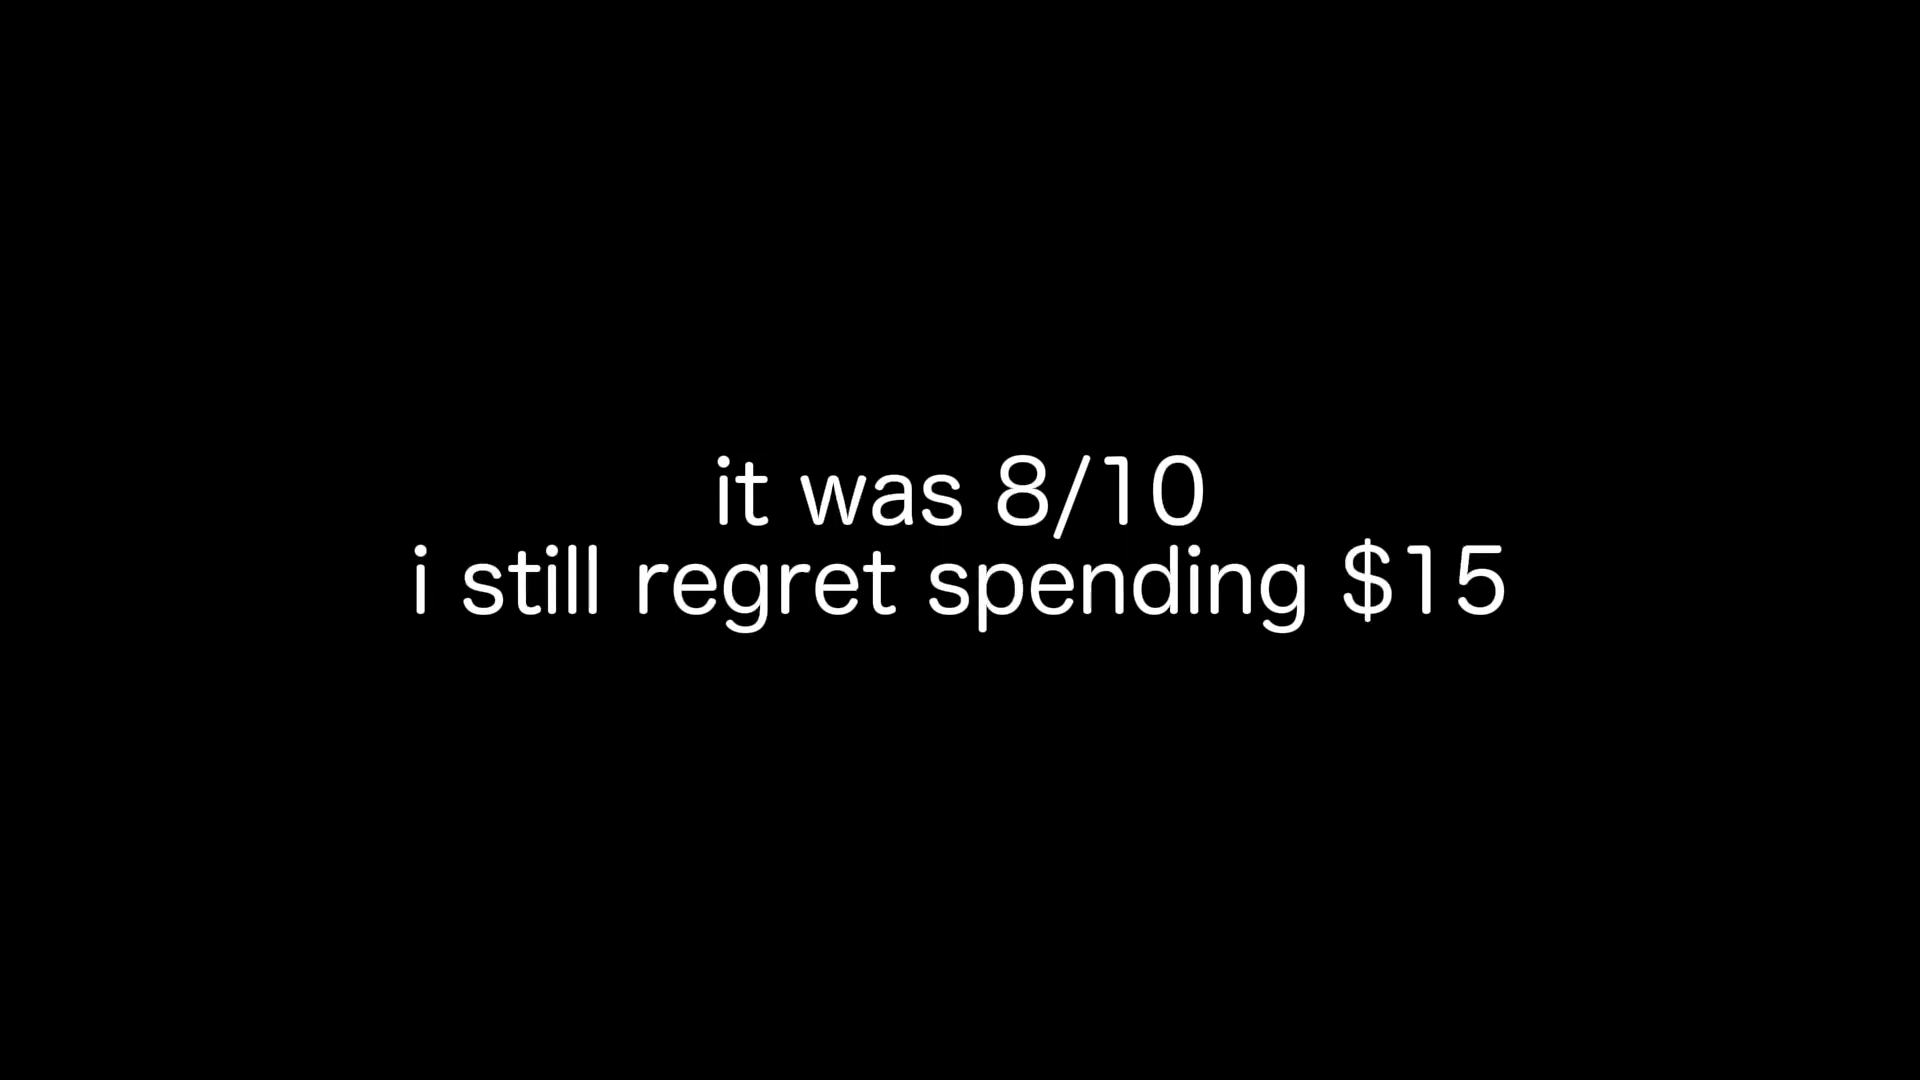 it was 8/10
i still regret spending $15